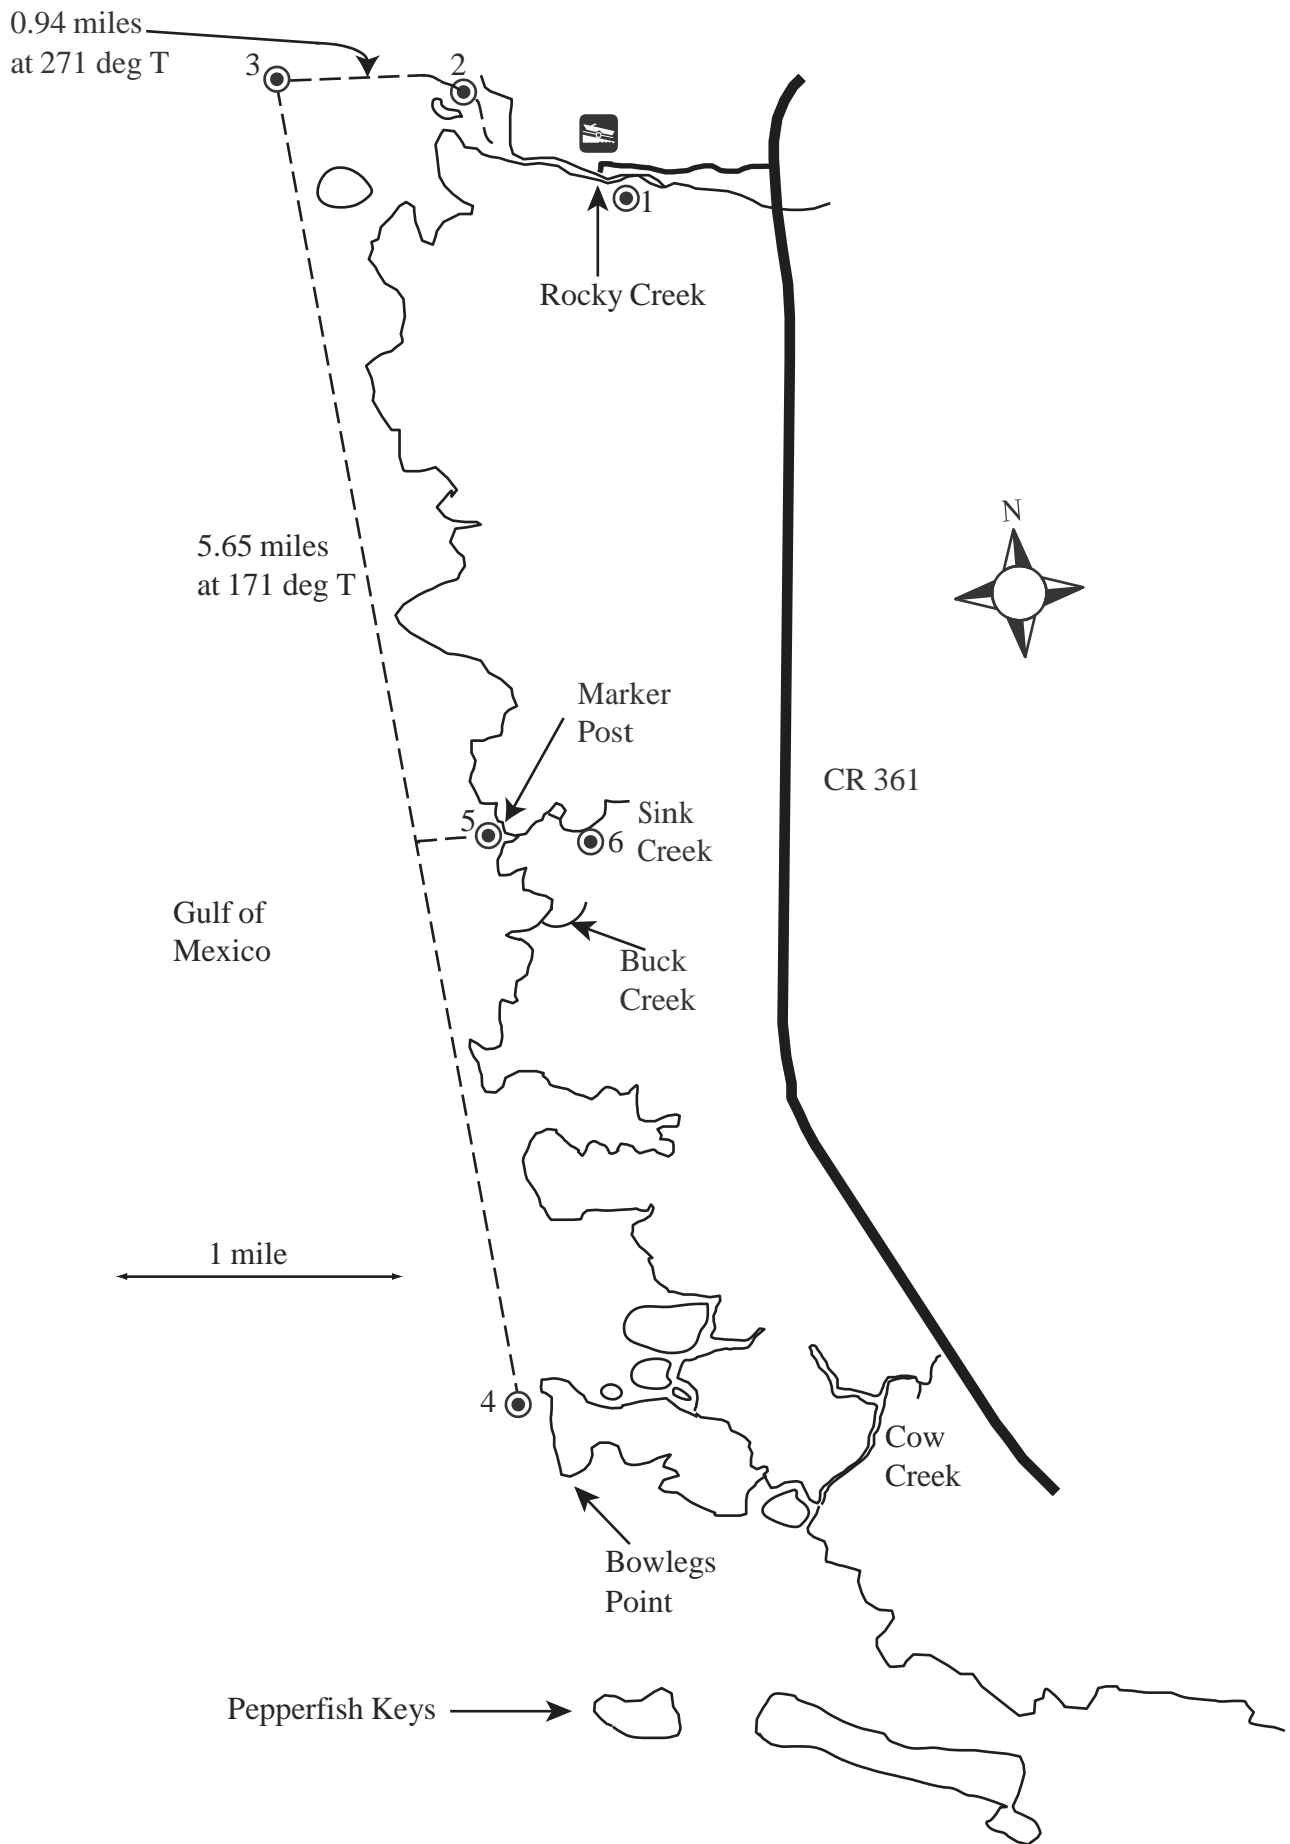 0.94 miles
at 271 deg T
3
2
1
Rocky Creek
N
5.65 miles
at 171 deg T
Marker
Post
CR 361
5
Sink
Creek
6
Gulf of
Mexico
Buck
Creek
1 mile
4
Cow
Creek
Bowlegs
Point
Pepperfish Keys